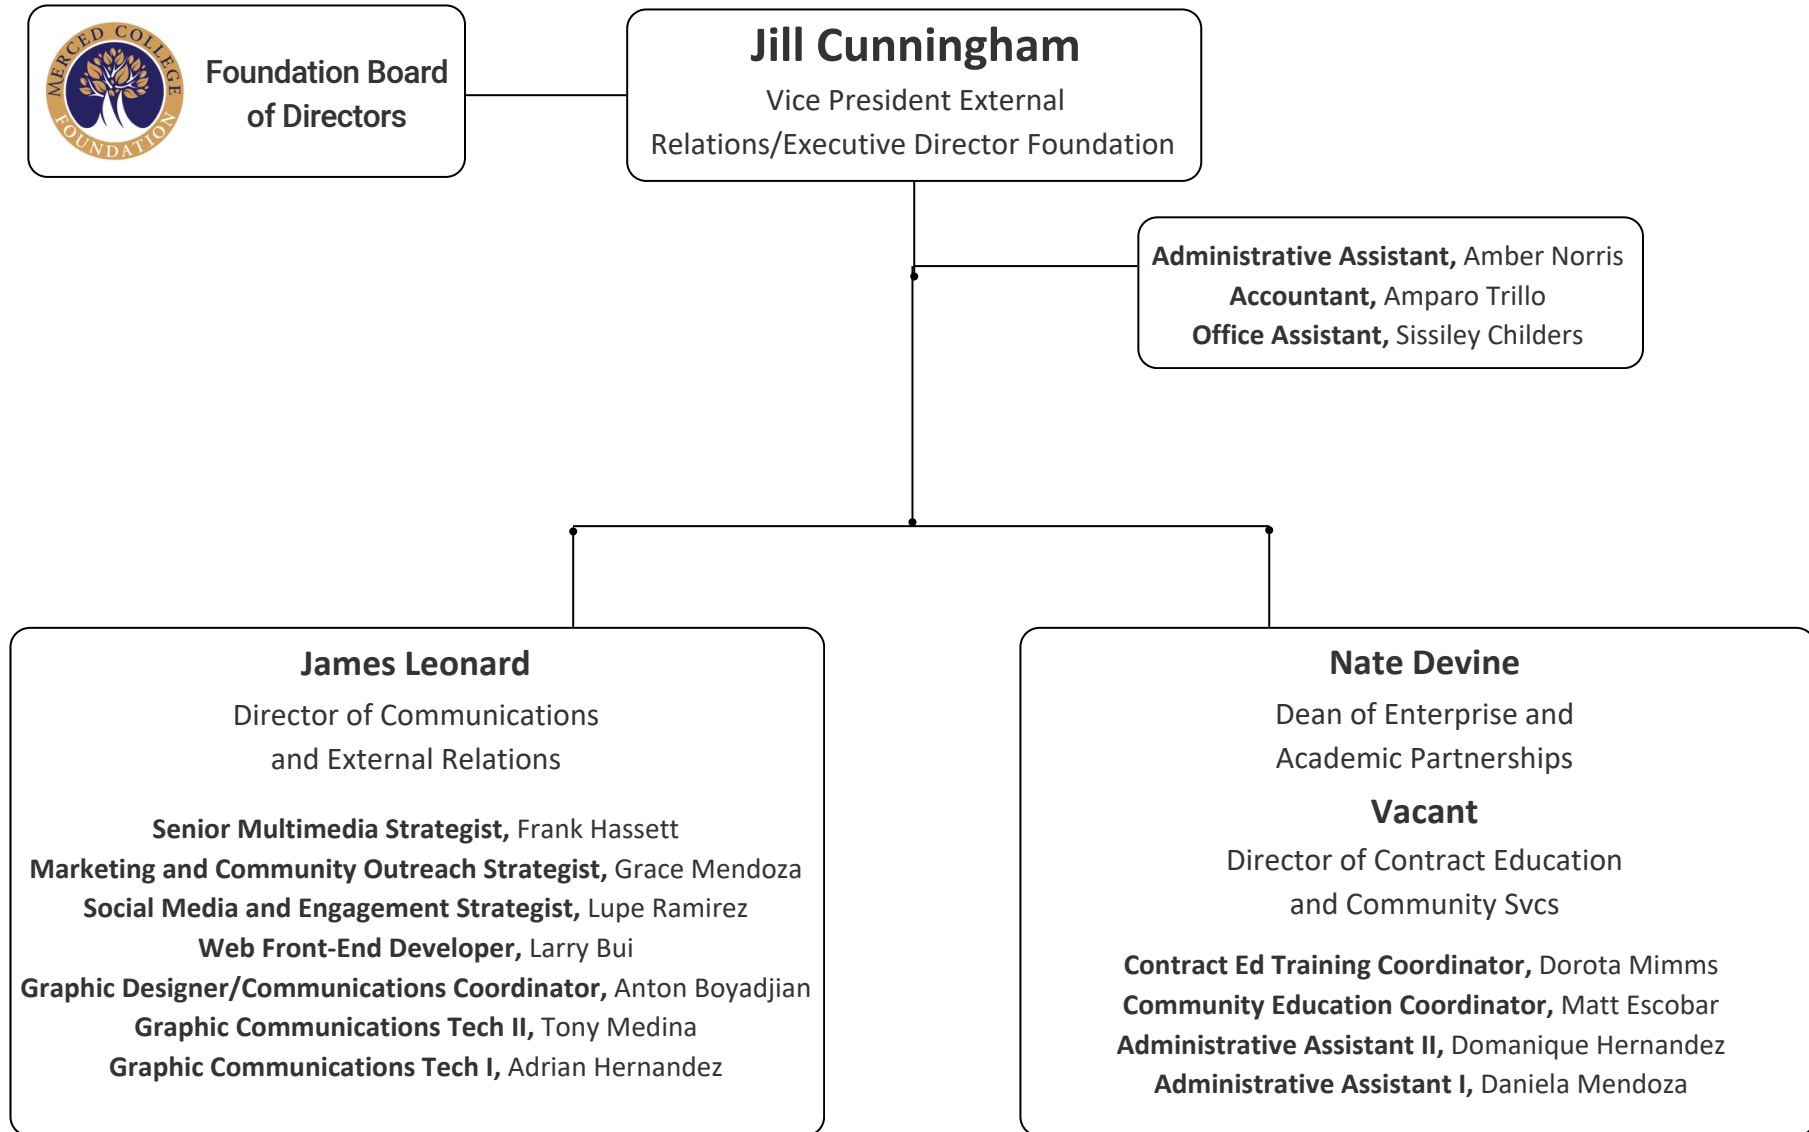 MERCED COLLEGE
FOUNDATION
Foundation Board
of Directors
Jill Cunningham
Vice President External
Relations/Executive Director Foundation
Administrative Assistant, Amber Norris
Accountant, Amparo Trillo
Office Assistant, Sissiley Childers
James Leonard
Director of Communications
and External Relations
Senior Multimedia Strategist, Frank Hassett
Marketing and Community Outreach Strategist, Grace Mendoza
Social Media and Engagement Strategist, Lupe Ramirez
Web Front-End Developer, Larry Bui
Graphic Designer/Communications Coordinator, Anton Boyadjian
Graphic Communications Tech II, Tony Medina
Graphic Communications Tech I, Adrian Hernandez
Nate Devine
Dean of Enterprise and
Academic Partnerships
Vacant
Director of Contract Education
and Community Svcs
Contract Ed Training Coordinator, Dorota Mimms
Community Education Coordinator, Matt Escobar
Administrative Assistant II, Domanique Hernandez
Administrative Assistant I, Daniela Mendoza